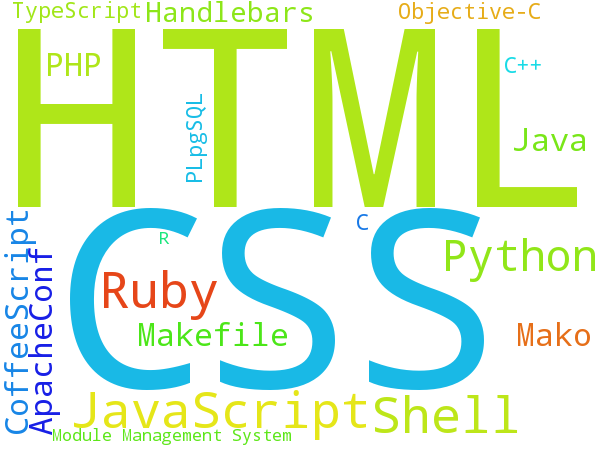 TypeScript
Handlebars
Objective-C
HTML
PHP
C++
PLpgSQL
Java
CSS
C
R
CoffeeScript
ApacheConf
Python
Ruby
Makefile
Mako
JavaScript
Shell
Module Management System